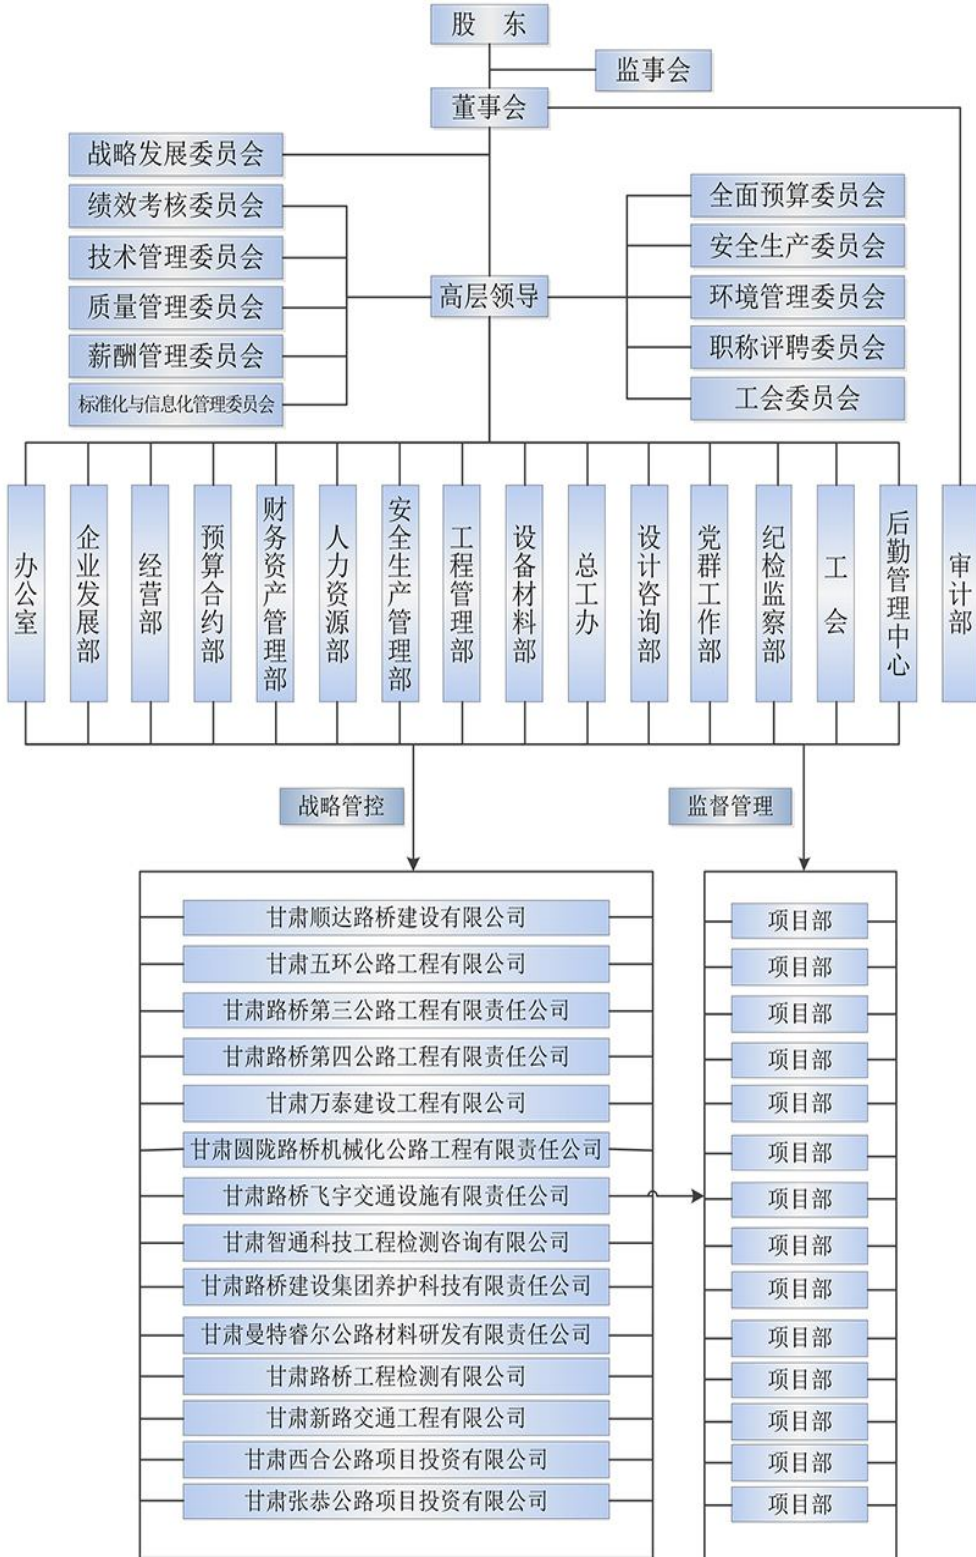 股 东
监事会
董事会
战略发展委员会
绩效考核委员会
技术管理委员会
质量管理委员会
薪酬管理委员会
标准化与信息化管理委员会
高层领导
全面预算委员会
安全生产委员会
环境管理委员会
职称评聘委员会
工会委员会
办公室
企业发展部
经营部
预算合约部
财务资产管理部
人力资源部
安全生产管理部
工程管理部
设备材料部
总工办
设计咨询部
党群工作部
纪检监察部
工会
后勤管理中心
审计部
战略管控
监督管理
甘肃顺达路桥建设有限公司
甘肃五环公路工程有限公司
甘肃路桥第三公路工程有限责任公司
甘肃路桥第四公路工程有限责任公司
甘肃万泰建设工程有限公司
甘肃圆陇路桥机械化公路工程有限责任公司
甘肃路桥飞宇交通设施有限责任公司
甘肃智通科技工程检测咨询有限公司
甘肃路桥建设集团养护科技有限责任公司
甘肃曼特睿尔公路材料研发有限责任公司
甘肃路桥工程检测有限公司
甘肃新路交通工程有限公司
甘肃西合公路项目投资有限公司
甘肃张恭公路项目投资有限公司
项目部
项目部
项目部
项目部
项目部
项目部
项目部
项目部
项目部
项目部
项目部
项目部
项目部
项目部